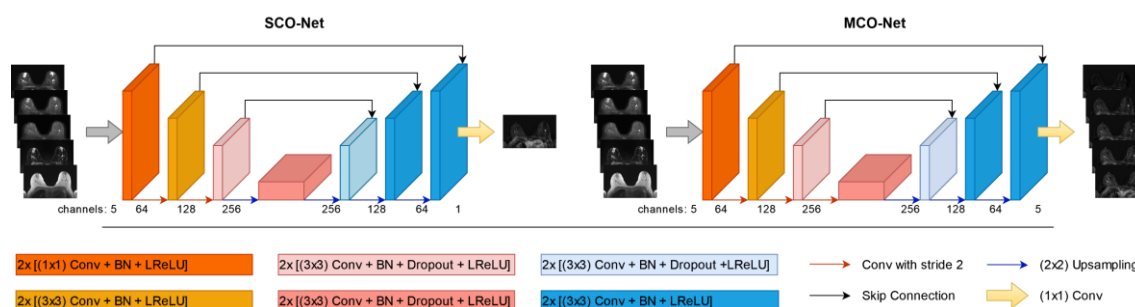 SCO-Net
MCO-Net
channels: 5 64 128 256 256 128 64 1
channels: 5 64 128 256 256 128 64 5
2x [(1x1) Conv + BN + LReLU]
2x [(3x3) Conv + BN + Dropout + LReLU]
2x [(3x3) Conv + BN + Dropout +LReLU]
Conv with stride 2
(2x2) Upsampling
2x [(3x3) Conv + BN + LReLU]
2x [(3x3) Conv + BN + Dropout + LReLU]
2x [(3x3) Conv + BN + LReLU]
Skip Connection
(1x1) Conv